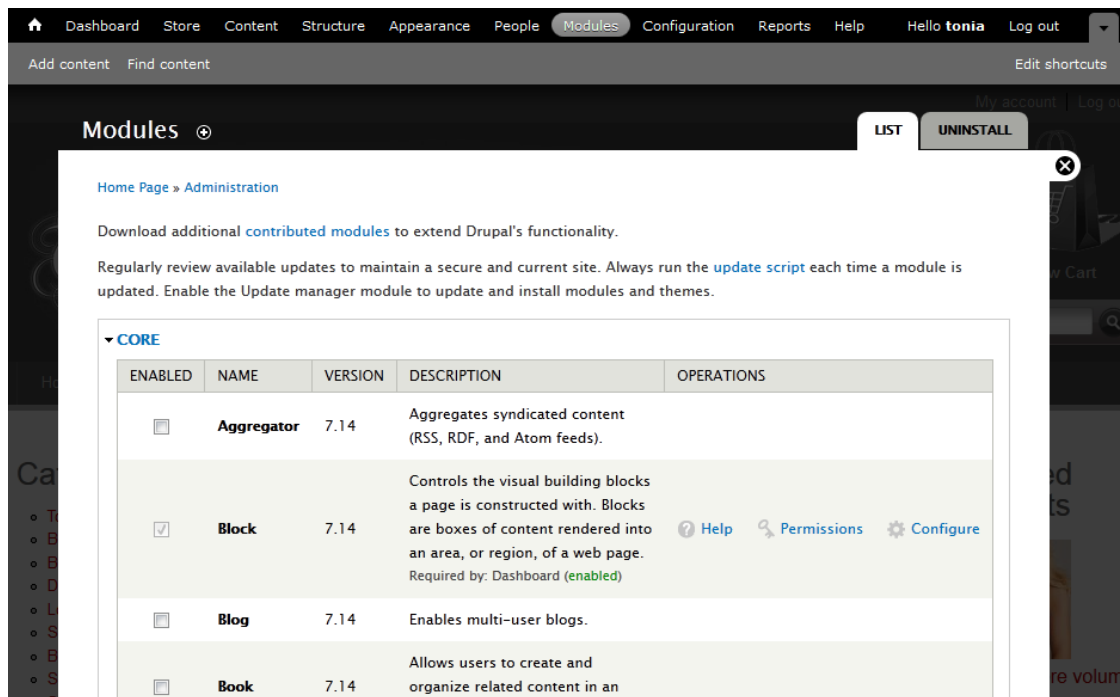 Dashboard Store Content Structure Appearance People Modules Configuration Reports Help Hello tonia Log out
Add content Find content Edit shortcuts
My account Log
Modules LIST UNINSTALL
Home Page » Administration
Download additional contributed modules to extend Drupal's functionality.
Regularly review available updates to maintain a secure and current site. Always run the update script each time a module is
updated. Enable the Update manager module to update and install modules and themes.
Cart
CORE
ENABLED NAME VERSION DESCRIPTION OPERATIONS
Aggregator 7.14 Aggregates syndicated content
(RSS, RDF, and Atom feeds).
Block 7.14 Controls the visual building blocks
a page is constructed with. Blocks
are boxes of content rendered into
an area, or region, of a web page.
Required by: Dashboard (enabled)
Help Permissions Configure
Blog 7.14 Enables multi-user blogs.
Book 7.14 Allows users to create and
organize related content in an